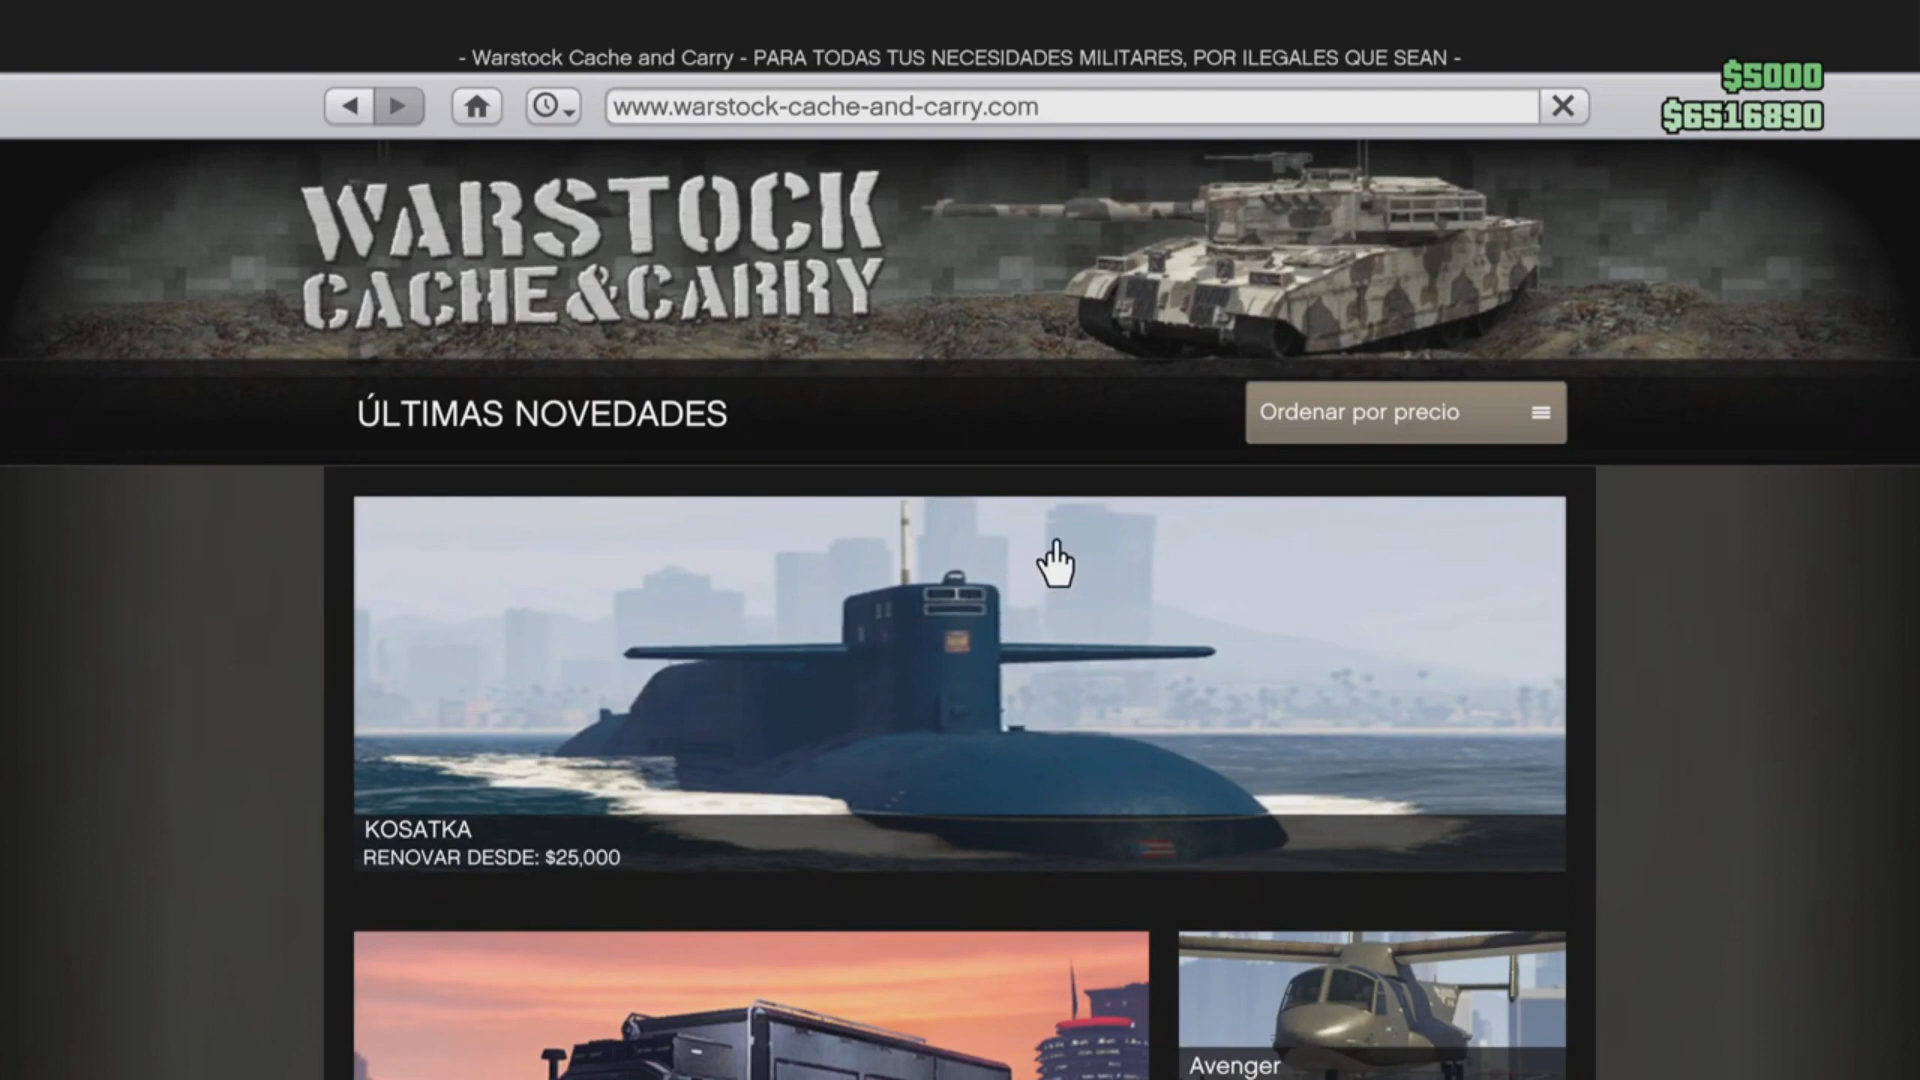 - Warstock Cache and Carry - PARA TODAS TUS NECESIDADES MILITARES, POR ILEGALES QUE SEAN -
$5000
www.warstock-cache-and-carry.com
$6516890
WARSTOCK
CACHE&CARRY
ÚLTIMAS NOVEDADES
Ordenar por precio
KOSATKA
RENOVAR DESDE: $25,000
Avenger